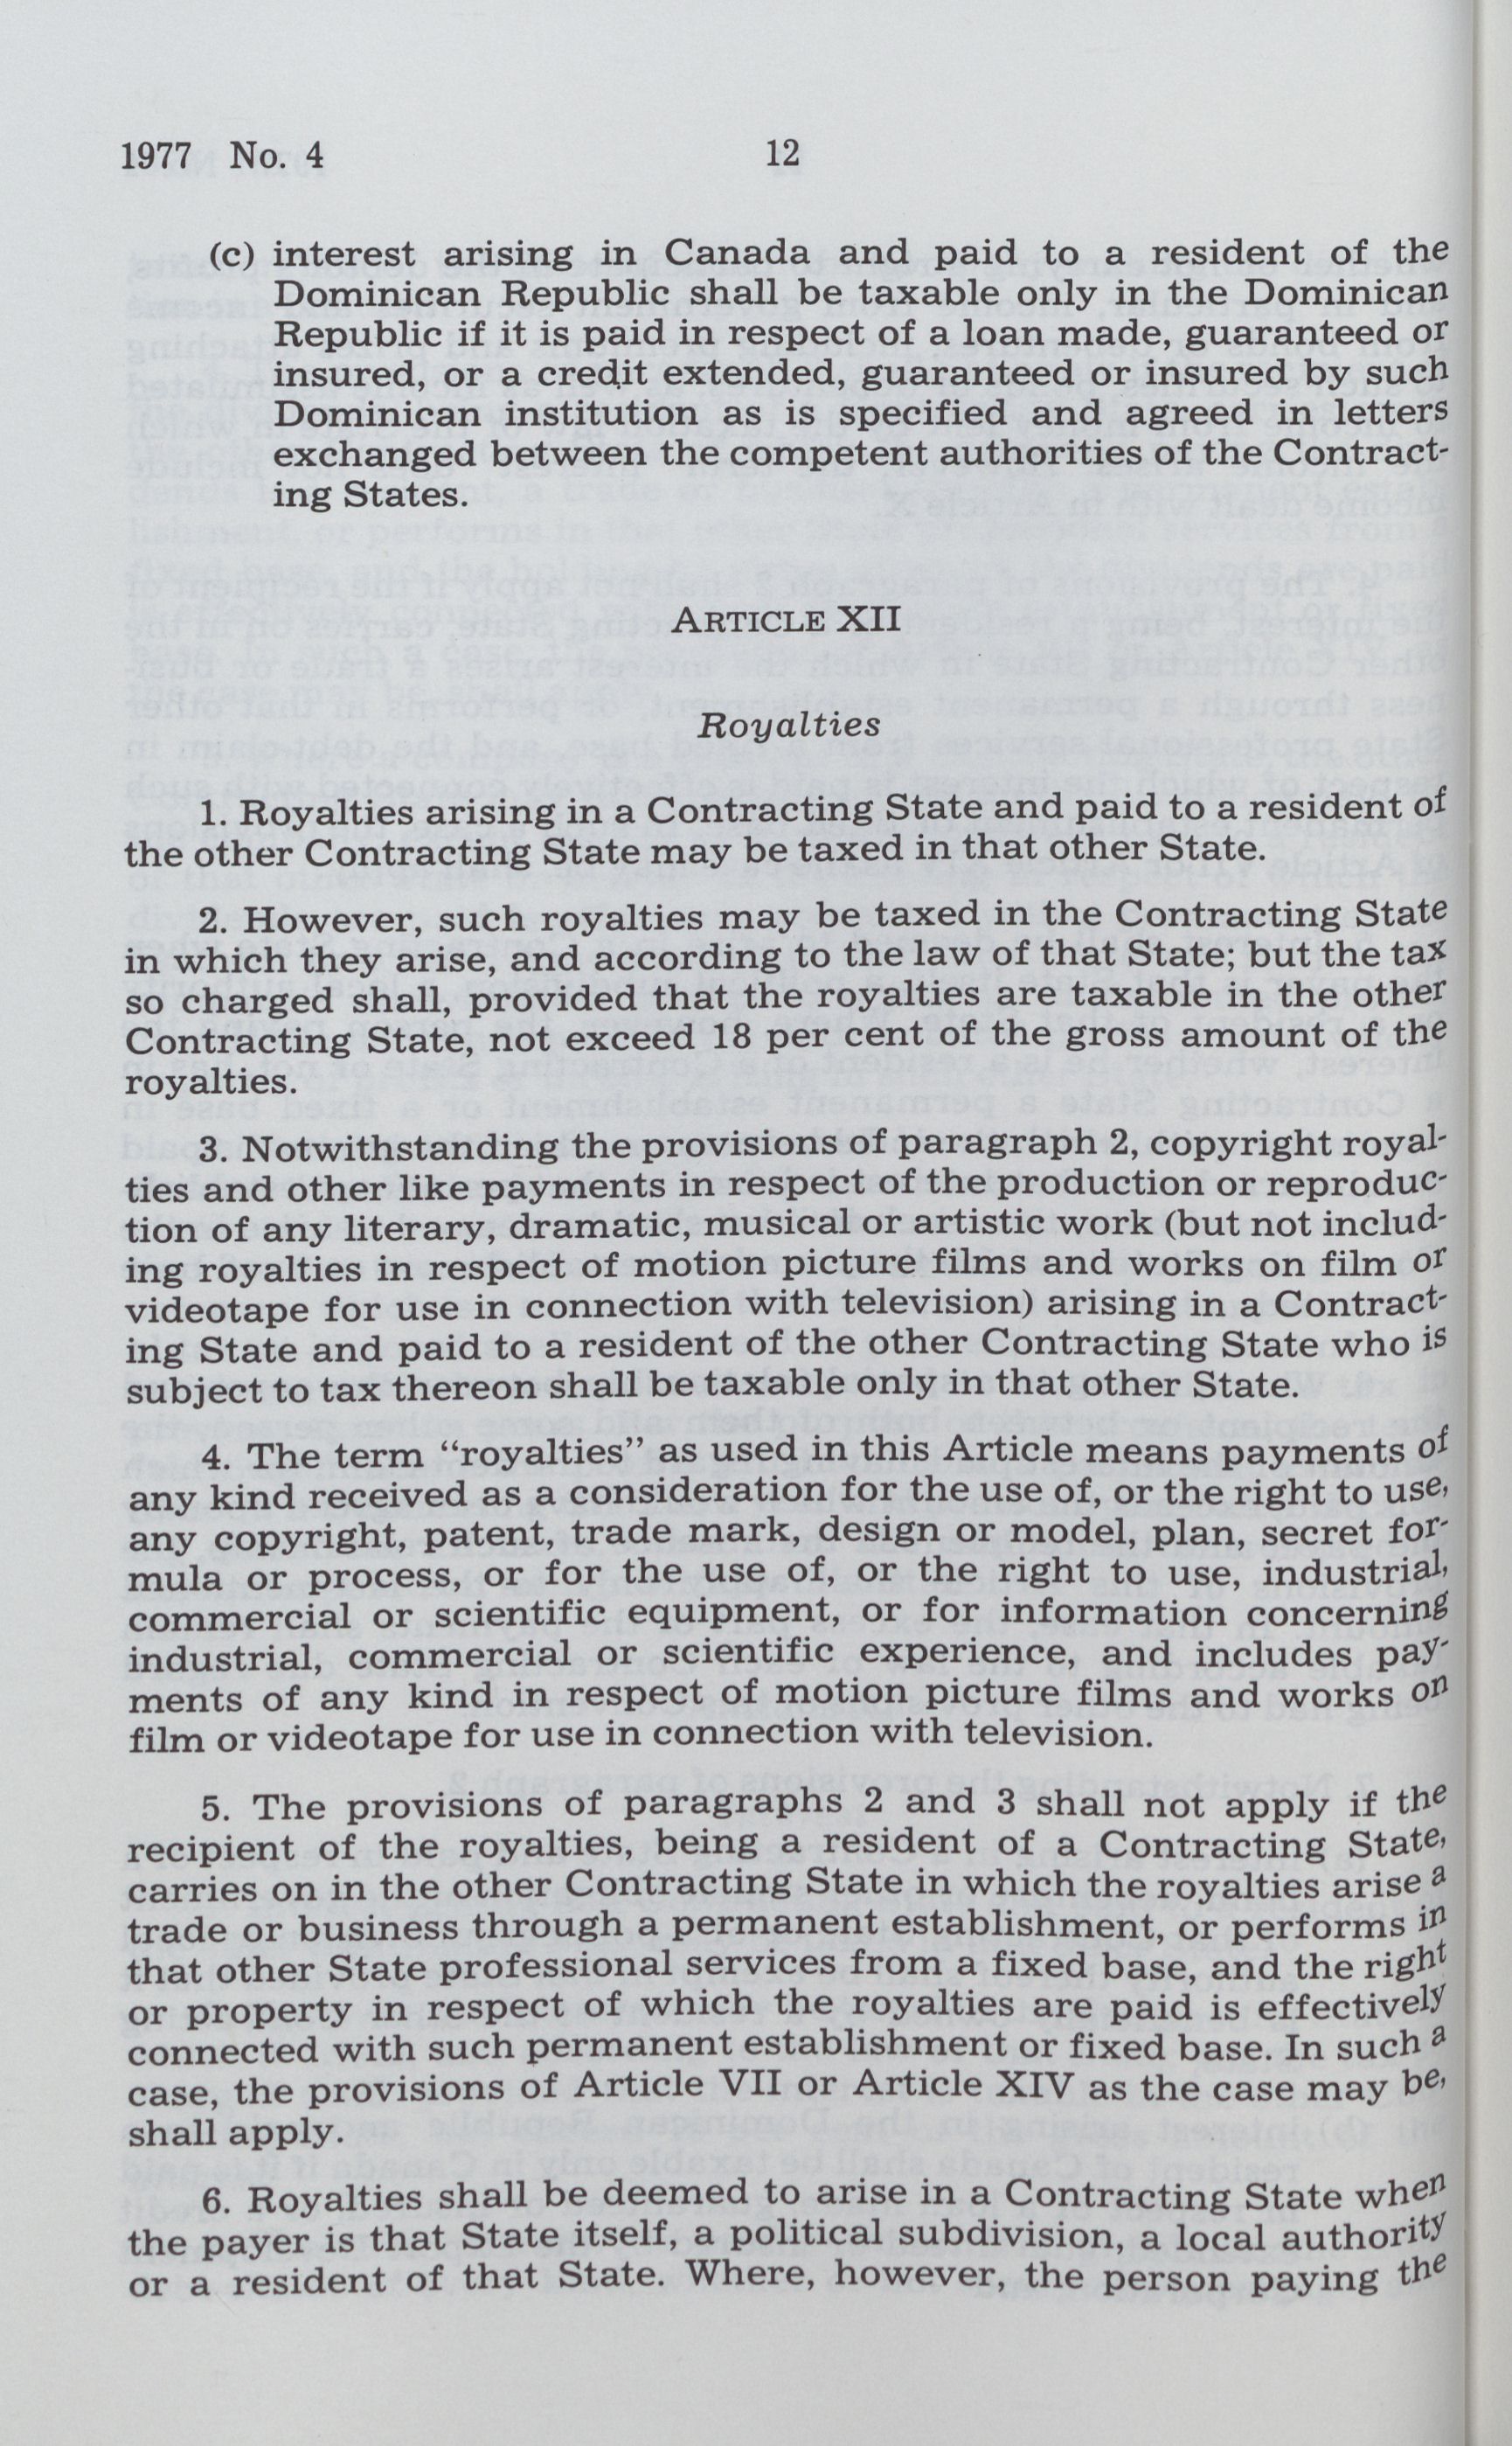 1977 No. 4
12
(c) interest arising in Canada and paid to a resident of the
Dominican Republic shall be taxable only in the Dominican
Republic if it is paid in respect of a loan made, guaranteed or
insured, or a credit extended, guaranteed or insured by such
Dominican institution as is specified and agreed in letters
exchanged between the competent authorities of the Contract-
ing States.
ARTICLE XII
Royalties
1. Royalties arising in a Contracting State and paid to a resident of
the other Contracting State may be taxed in that other State.
2. However, such royalties may be taxed in the Contracting State
in which they arise, and according to the law of that State; but the tax
so charged shall, provided that the royalties are taxable in the other
Contracting State, not exceed 18 per cent of the gross amount of the
royalties.
3. Notwithstanding the provisions of paragraph 2, copyright royal-
ties and other like payments in respect of the production or reproduc-
tion of any literary, dramatic, musical or artistic work (but not includ-
ing royalties in respect of motion picture films and works on film or
videotape for use in connection with television) arising in a Contract-
ing State and paid to a resident of the other Contracting State who is
subject to tax thereon shall be taxable only in that other State.
4. The term “royalties” as used in this Article means payments of
any kind received as a consideration for the use of, or the right to use,
any copyright, patent, trade mark, design or model, plan, secret for-
mula or process, or for the use of, or the right to use, industrial,
commercial or scientific equipment, or for information concerning
industrial, commercial or scientific experience, and includes pay-
ments of any kind in respect of motion picture films and works on
film or videotape for use in connection with television.
5. The provisions of paragraphs 2 and 3 shall not apply if the
recipient of the royalties, being a resident of a Contracting State,
carries on in the other Contracting State in which the royalties arise a
trade or business through a permanent establishment, or performs in
that other State professional services from a fixed base, and the right
or property in respect of which the royalties are paid is effectively
connected with such permanent establishment or fixed base. In such a
case, the provisions of Article VII or Article XIV as the case may be,
shall apply.
6. Royalties shall be deemed to arise in a Contracting State when
the payer is that State itself, a political subdivision, a local authority
or a resident of that State. Where, however, the person paying the